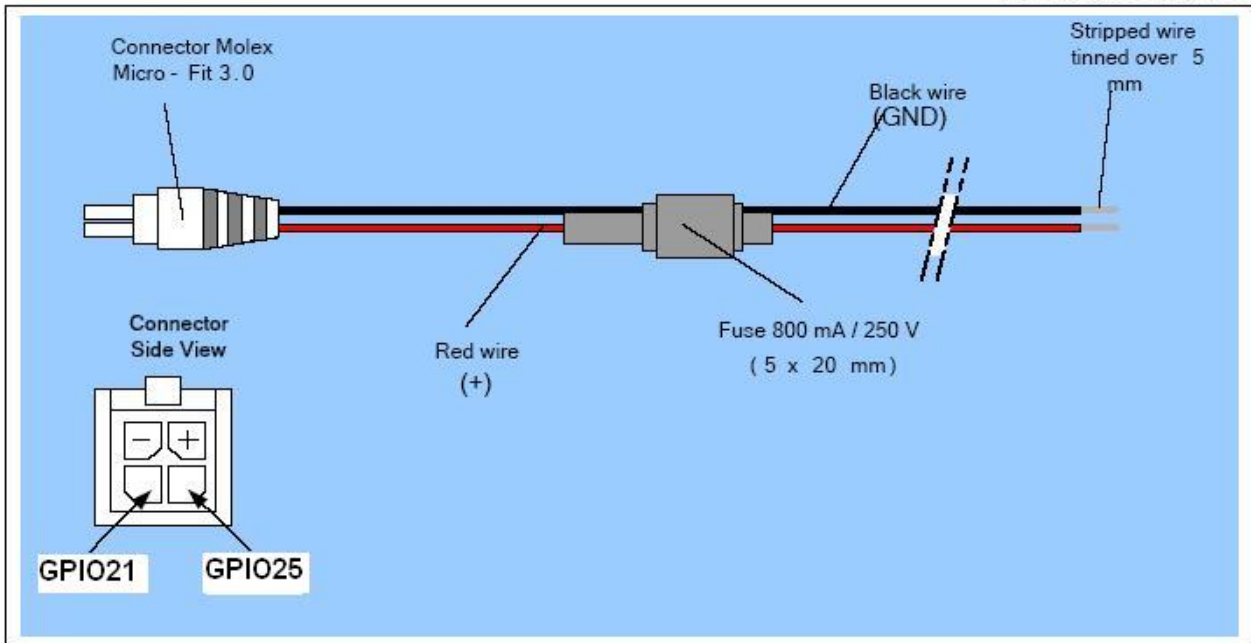 Connector Molex
Micro - Fit 3.0
Stripped wire
tinned over 5
mm
Black wire
(GND)
Connector
Side View
Red wire
(+)
Fuse 800 mA / 250 V
( 5 x 20 mm)
- +
GPIO21
GPIO25